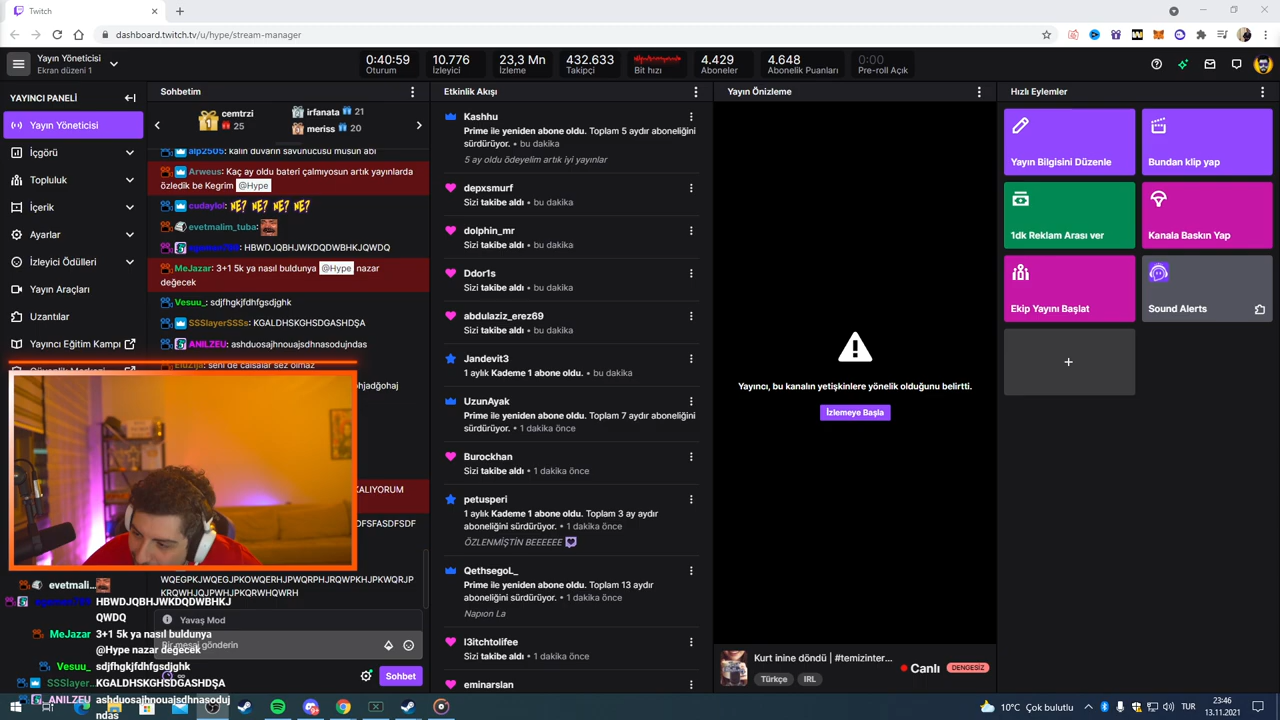 Twitch
dashboard.twitch.tv/u/hype/stream-manager
Yayın Yöneticisi
Ekran düzeni 1
0:40:59
Oturum
10.776
İzleyici
23,3 Mn
İzleme
432.633
Takipçi
Bit hızı
4.429
Aboneler
4.648
Abonelik Puanları
0:00
Pre-roll Açık
YAYINCI PANELİ
Yayın Yöneticisi
İçgörü
Topluluk
İçerik
Ayarlar
İzleyici Ödülleri
Yayın Araçları
Uzantılar
Yayıncı Eğitim Kampı
Güvenlik Merkezi
Sohbetim
cemtrzi
25
irfanata 21
meriss 20
alp2505: kalın duvarın savunucusu musun abi
Arweus: Kaç ay oldu bateri çalmıyosun artık yayınlarda
özledik be Kegrim @Hype
cudaylol: NE? NE? NE? NE?
evetmalim_tuba:
HBWDJQBHJWKDQDWBHKJQWDQ
MeJazar: 3+1 5k ya nasıl buldunya @Hype nazar
değecek
Vesuu_: sdjfhgkjfdhfgsdjghk
SSSlayerSSSs: KGALDHSKGHSDGASHDŞA
ANILZEU: ashduosajhnouajsdhnasodujndas
EluZijii: seni de çalsalar sez olmaz
ohjadğohaj
KALIYORUM
DFSFASDFSDF
WQEGPKJWQEGJPKOWQERHJPWQRPHJRQWPKHJPKWQRJP
KRQWHJQJPWHJPKQRWHQWRH
Yavaş Mod
Bir mesaj gönderin
Sohbet
evetmali...
HBWDJQBHJWKDQDWBHKJ
QWDQ
MeJazar 3+1 5k ya nasıl buldunya
@Hype nazar değecek
Vesuu_ sdjfhgkjfdhfgsdjghk
SSSlayer... KGALDHSKGHSDGASHDŞA
ANILZEU ashduosajhnouajsdhnasoduj
ndas
Etkinlik Akışı
Kashhu
Prime ile yeniden abone oldu. Toplam 5 aydır aboneliğini
sürdürüyor. • bu dakika
5 ay oldu ödeyelim artık iyi yayınlar
depxsmurf
Sizi takibe aldı • bu dakika
dolphin_mr
Sizi takibe aldı • bu dakika
Ddor1s
Sizi takibe aldı • bu dakika
abdulaziz_erez69
Sizi takibe aldı • bu dakika
Jandevit3
1 aylık Kademe 1 abone oldu. • bu dakika
UzunAyak
Prime ile yeniden abone oldu. Toplam 7 aydır aboneliğini
sürdürüyor. • 1 dakika önce
Burockhan
Sizi takibe aldı • 1 dakika önce
petusperi
1 aylık Kademe 1 abone oldu. Toplam 3 ay aydır
aboneliğini sürdürüyor. • 1 dakika önce
ÖZLENMİŞTİN BEEEEEE
QethsegoL_
Prime ile yeniden abone oldu. Toplam 13 aydır
aboneliğini sürdürüyor. • 1 dakika önce
Napıon La
l3itchtolifee
Sizi takibe aldı • 1 dakika önce
eminarslan
Yayın Önizleme
Yayıncı, bu kanalın yetişkinlere yönelik olduğunu belirtti.
İzlemeye Başla
Kurt inine döndü | #temizinter...
Türkçe IRL
Canlı
DENGESİZ
Hızlı Eylemler
Yayın Bilgisini Düzenle
Bundan klip yap
1dk Reklam Arası ver
Kanala Baskın Yap
Ekip Yayını Başlat
Sound Alerts
10°C Çok bulutlu
TUR
23:46
13.11.2021